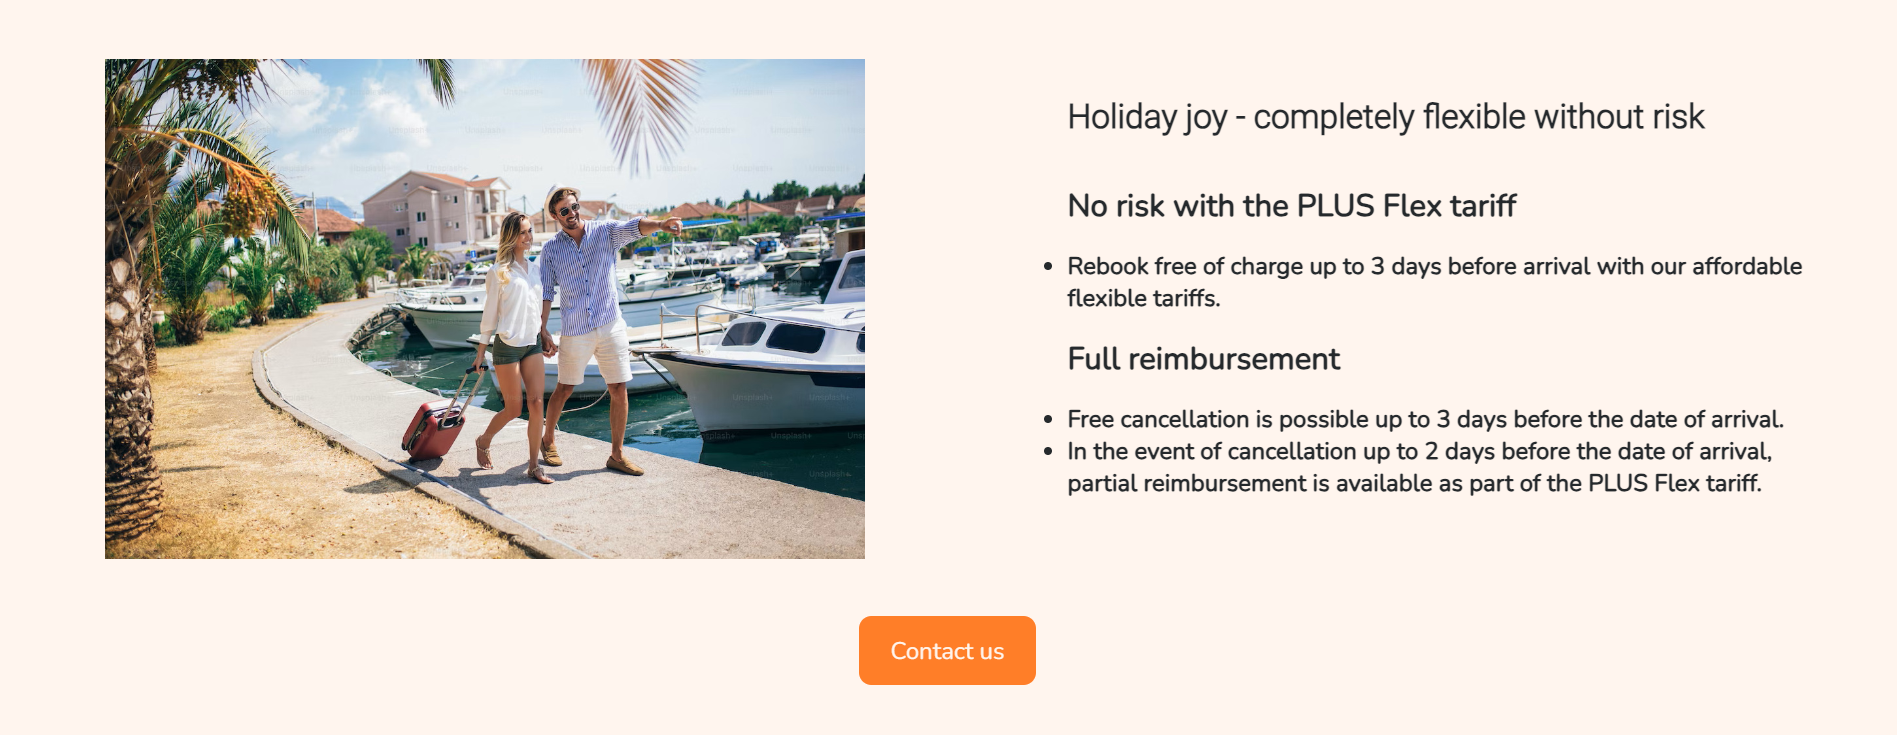 Holiday joy - completely flexible without risk
No risk with the PLUS Flex tariff
Rebook free of charge up to 3 days before arrival with our affordable
flexible tariffs.
Full reimbursement
Free cancellation is possible up to 3 days before the date of arrival.
In the event of cancellation up to 2 days before the date of arrival,
partial reimbursement is available as part of the PLUS Flex tariff.
Contact us